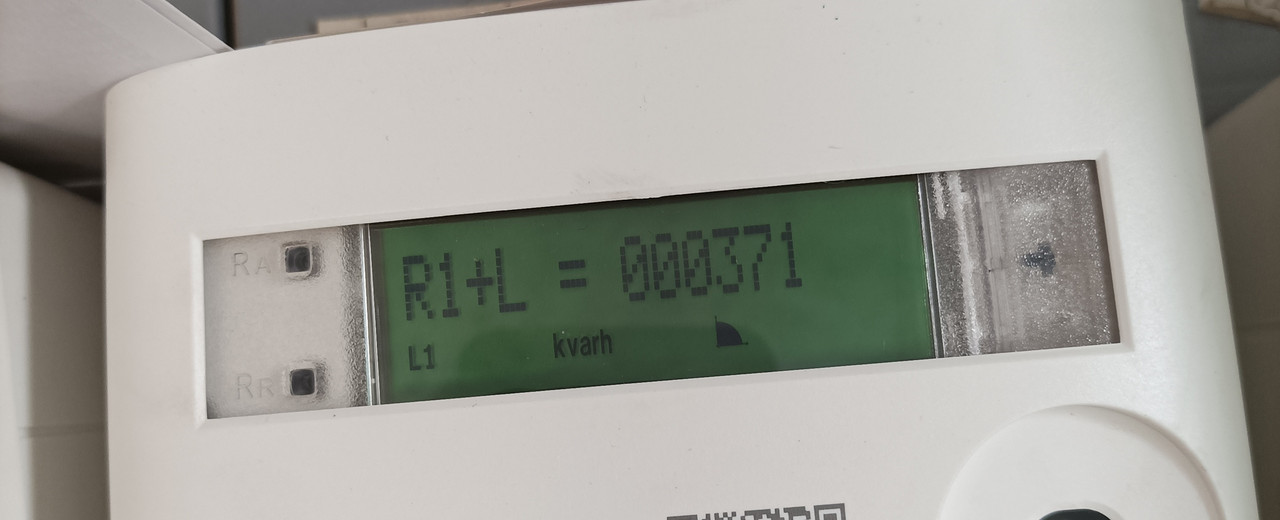 RA
R1+L = 000371
L1 kvarh
RR